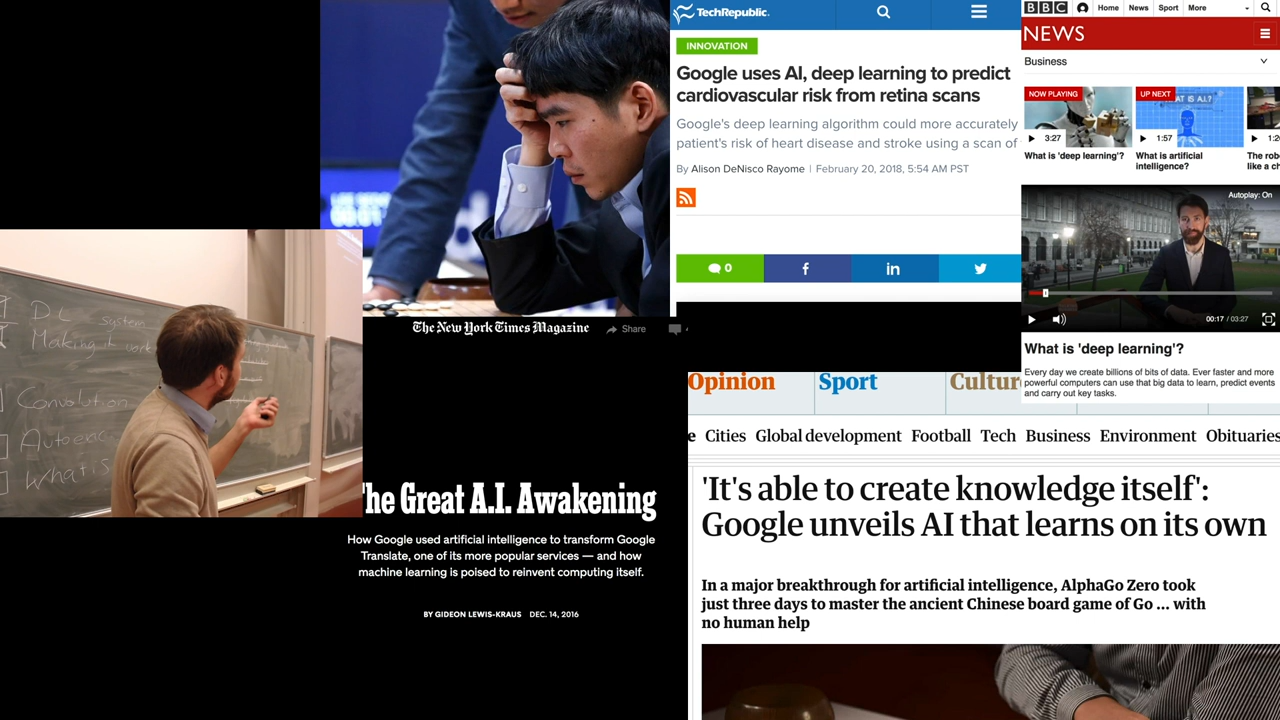 TechRepublic.
INNOVATION
Google uses AI, deep learning to predict
cardiovascular risk from retina scans
Google's deep learning algorithm could more accurately
patient's risk of heart disease and stroke using a scan of
By Alison DeNisco Rayome | February 20, 2018, 5:54 AM PST
0
f
in
BBC
Home News Sport More
NEWS
Business
NOW PLAYING
3:27
What is 'deep learning'?
UP NEXT
AT IS A.I.?
1:57
What is artificial
intelligence?
The rob
like a ch
Autoplay: On
00:17 / 03:27
What is 'deep learning'?
Every day we create billions of bits of data. Ever faster and more
powerful computers can use that big data to learn, predict events
and carry out key tasks.
D.L. system
Making it work
Convolution
Autoenc
What is
The New York Times Magazine
Share
The Great A.I. Awakening
How Google used artificial intelligence to transform Google
Translate, one of its more popular services — and how
machine learning is poised to reinvent computing itself.
BY GIDEON LEWIS-KRAUS DEC. 14, 2016
Opinion Sport Culture
e Cities Global development Football Tech Business Environment Obituaries
'It's able to create knowledge itself':
Google unveils AI that learns on its own
In a major breakthrough for artificial intelligence, AlphaGo Zero took
just three days to master the ancient Chinese board game of Go ... with
no human help